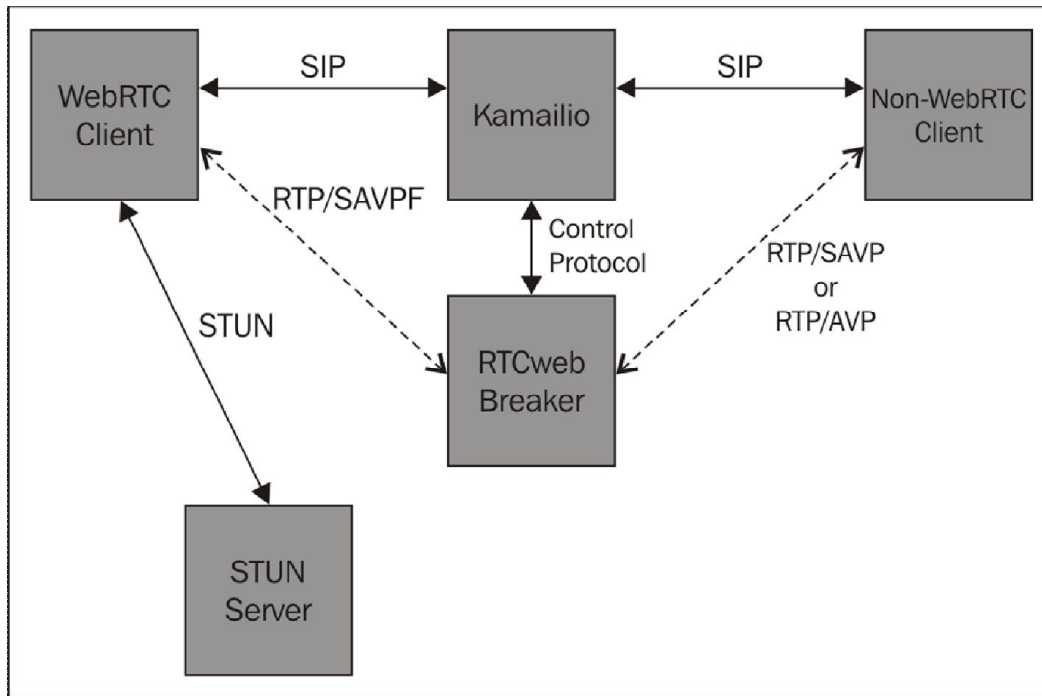 WebRTC
Client
SIP
Kamailio
SIP
Non-WebRTC
Client
RTP/SAVPF
Control
Protocol
RTP/SAVP
or
RTP/AVP
STUN
RTCweb
Breaker
STUN
Server